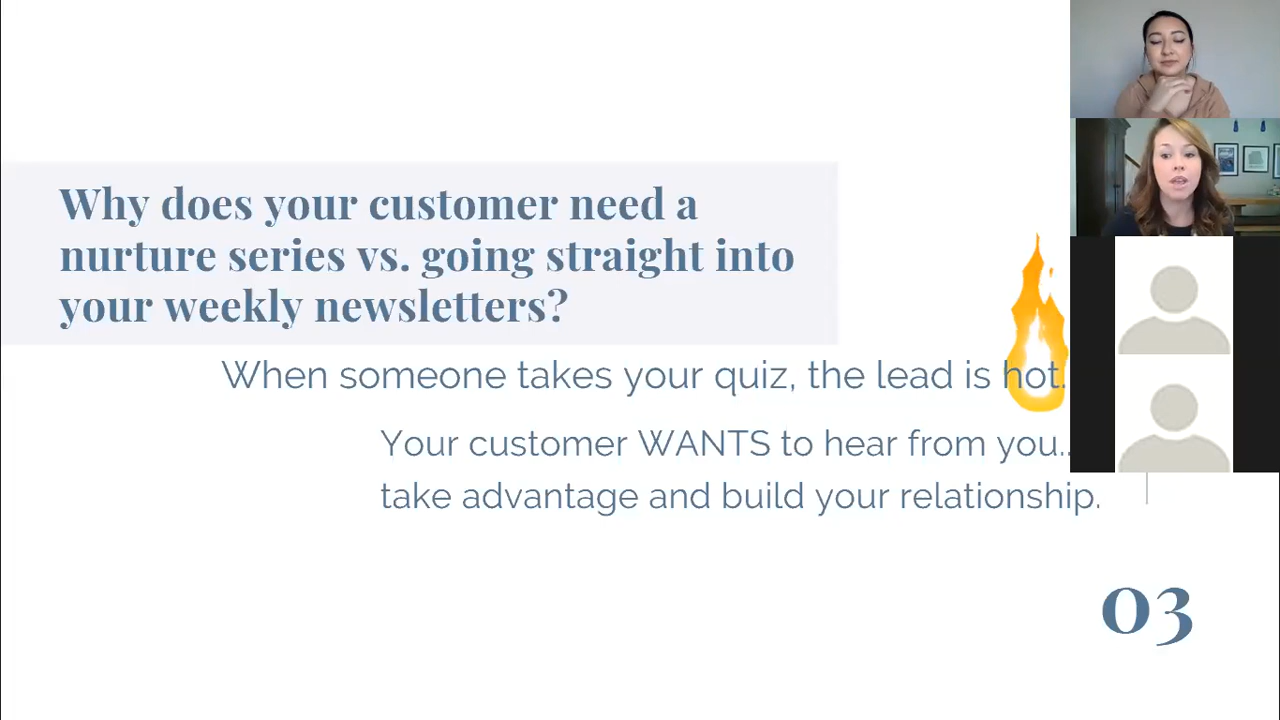 Why does your customer need a
nurture series vs. going straight into
your weekly newsletters?
When someone takes your quiz, the lead is hot.
Your customer WANTS to hear from you..
take advantage and build your relationship.
03